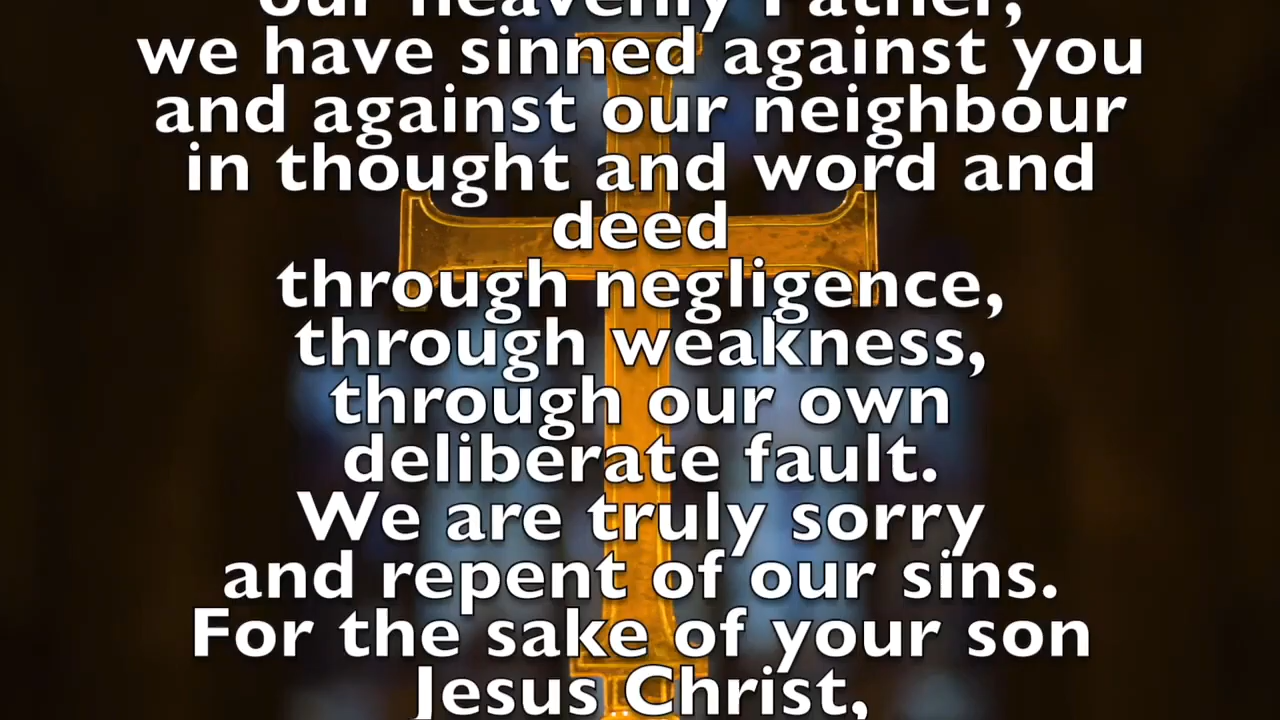 our heavenly Father,
we have sinned against you
and against our neighbour
in thought and word and
deed
through negligence,
through weakness,
through our own
deliberate fault.
We are truly sorry
and repent of our sins.
For the sake of your son
Jesus Christ,